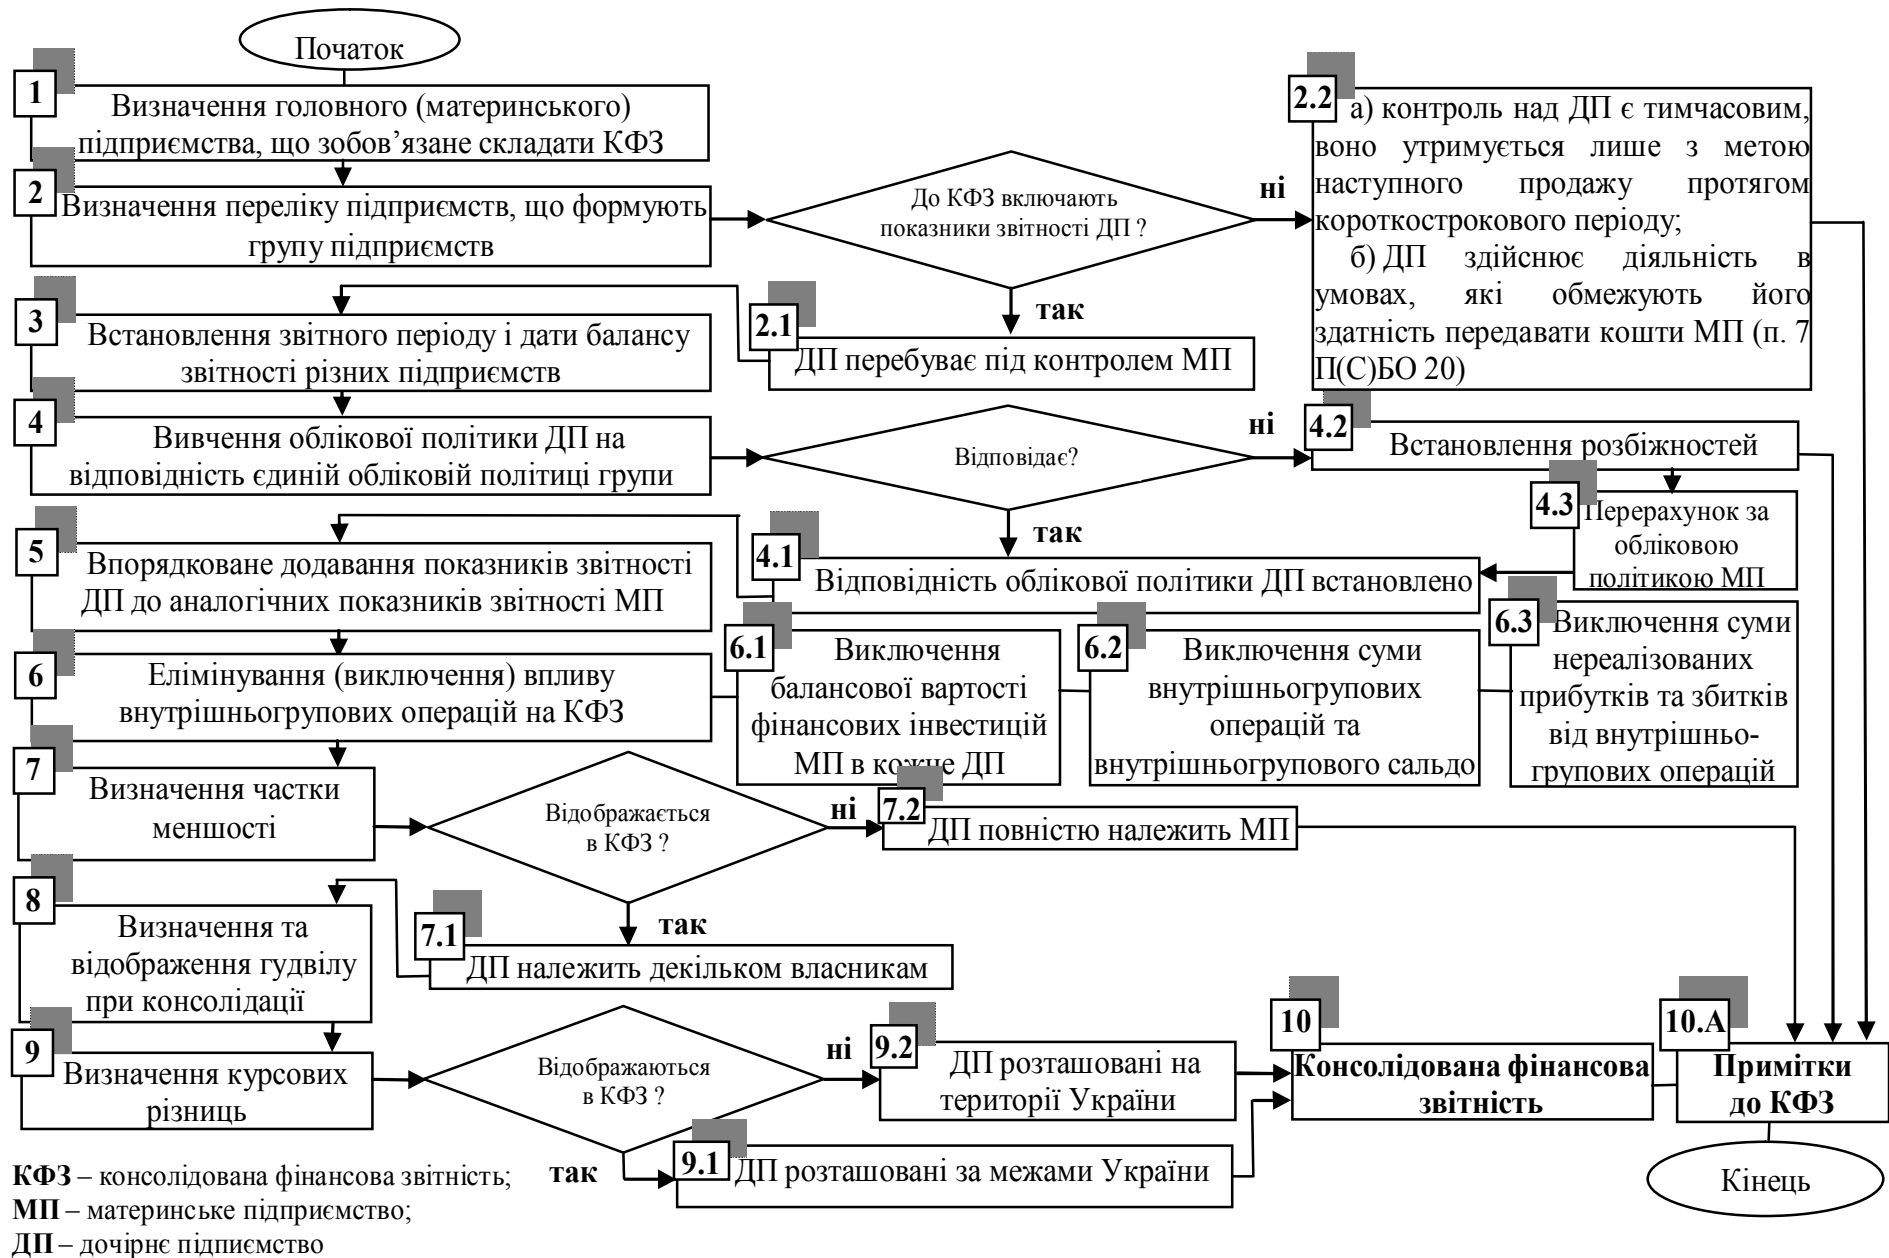 Початок
1
Визначення головного (материнського)
підприємства, що зобов’язане складати КФЗ
2
Визначення переліку підприємств, що формують
групу підприємств
До КФЗ включають
показники звітності ДП ?
ні
так
2.1
ДП перебуває під контролем МП
2.2
а) контроль над ДП є тимчасовим,
воно утримується лише з метою
наступного продажу протягом
короткострокового періоду;
б) ДП здійснює діяльність в
умовах, які обмежують його
здатність передавати кошти МП (п. 7
П(С)БО 20)
3
Встановлення звітного періоду і дати балансу
звітності різних підприємств
4
Вивчення облікової політики ДП на
відповідність єдиній обліковій політиці групи
Відповідає?
ні
так
4.2
Встановлення розбіжностей
4.3
Перерахунок за
обліковою
політикою МП
4.1
Відповідність облікової політики ДП встановлено
5
Впорядковане додавання показників звітності
ДП до аналогічних показників звітності МП
6
Елімінування (виключення) впливу
внутрішньогрупових операцій на КФЗ
6.1
Виключення
балансової вартості
фінансових інвестицій
МП в кожне ДП
6.2
Виключення суми
внутрішньогрупових
операцій та
внутрішньогрупового сальдо
6.3
Виключення суми
нереалізованих
прибутків та збитків
від внутрішньо-
групових операцій
7
Визначення частки
меншості
Відображається
в КФЗ ?
ні
так
7.2
ДП повністю належить МП
7.1
ДП належить декільком власникам
8
Визначення та
відображення гудвілу
при консолідації
9
Визначення курсових
різниць
Відображаються
в КФЗ ?
ні
так
9.2
ДП розташовані на
території України
9.1
ДП розташовані за межами України
10
Консолідована фінансова
звітність
10.А
Примітки
до КФЗ
Кінець
КФЗ – консолідована фінансова звітність;
МП – материнське підприємство;
ДП – дочірнє підпиємство